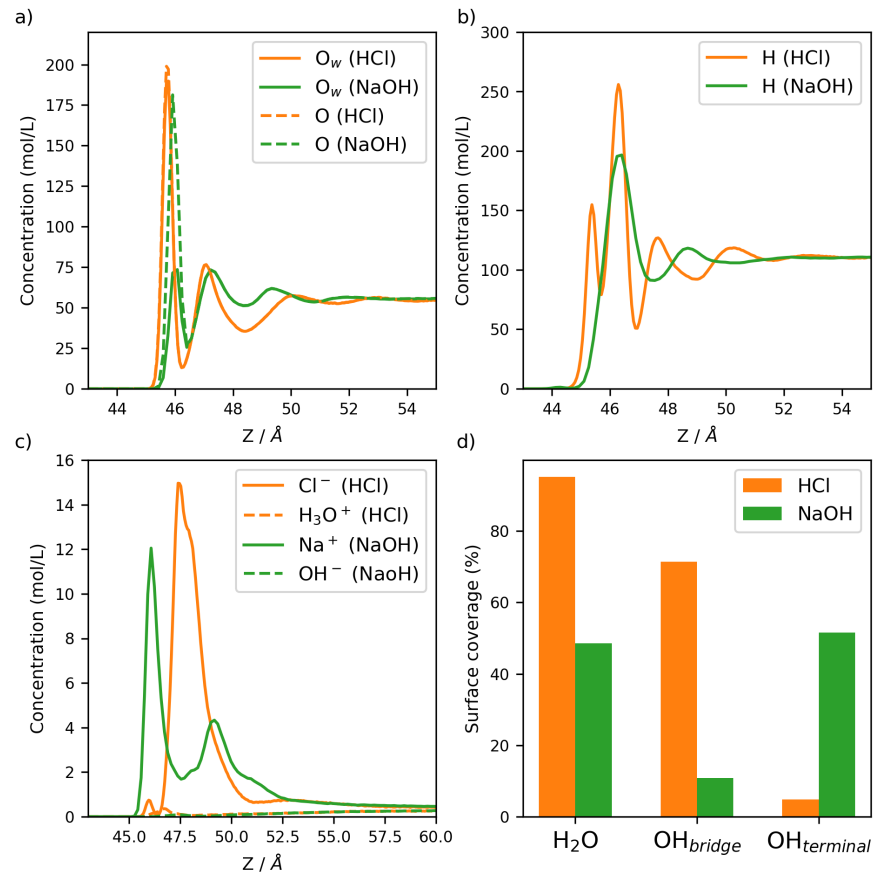 a)
200
175
150
125
100
75
50
25
0
Concentration (mol/L)
44 46 48 50 52 54
Z / Å
O_w (HCl)
O_w (NaOH)
O (HCl)
O (NaOH)
b)
300
250
200
150
100
50
0
Concentration (mol/L)
44 46 48 50 52 54
Z / Å
H (HCl)
H (NaOH)
c)
16
14
12
10
8
6
4
2
0
Concentration (mol/L)
45.0 47.5 50.0 52.5 55.0 57.5 60.0
Z / Å
Cl⁻ (HCl)
H₃O⁺ (HCl)
Na⁺ (NaOH)
OH⁻ (NaoH)
d)
80
60
40
20
0
Surface coverage (%)
H₂O OH_bridge OH_terminal
HCl
NaOH